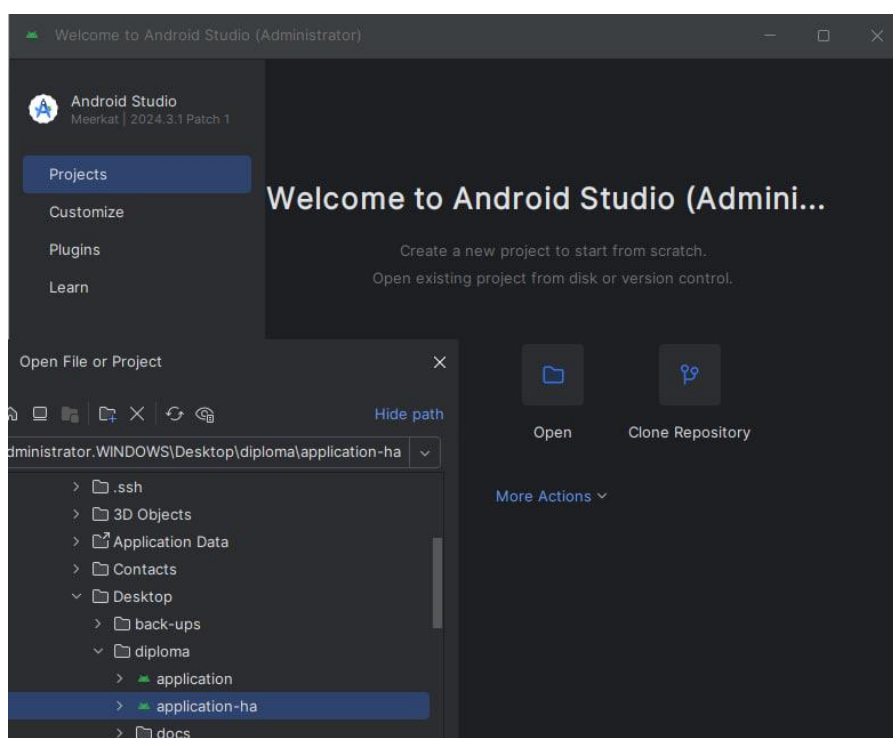 Welcome to Android Studio (Administrator)
Android Studio
Meerkat | 2024.3.1 Patch 1
Projects
Customize
Plugins
Learn
Welcome to Android Studio (Admini...
Create a new project to start from scratch.
Open existing project from disk or version control.
Open
Clone Repository
More Actions
Open File or Project
Hide path
dministrator.WINDOWS\Desktop\diploma\application-ha
.ssh
3D Objects
Application Data
Contacts
Desktop
back-ups
diploma
application
application-ha
docs